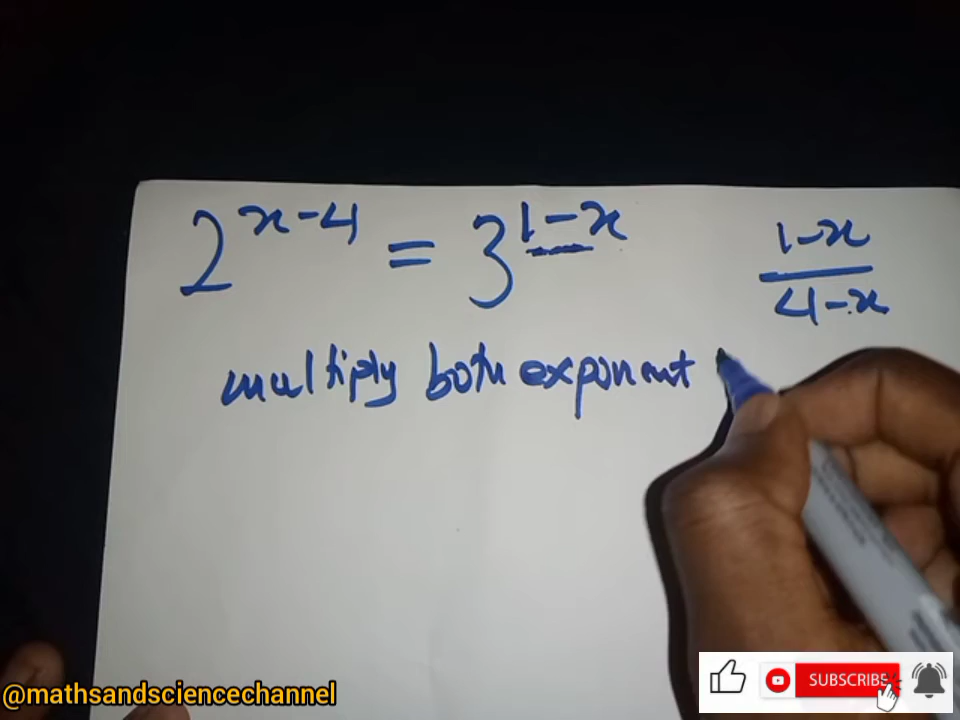 2^{x-4} = 3^{1-x}
1-x
4-x
multiply both exponent
SUBSCRIBE
@mathsandsciencechannel